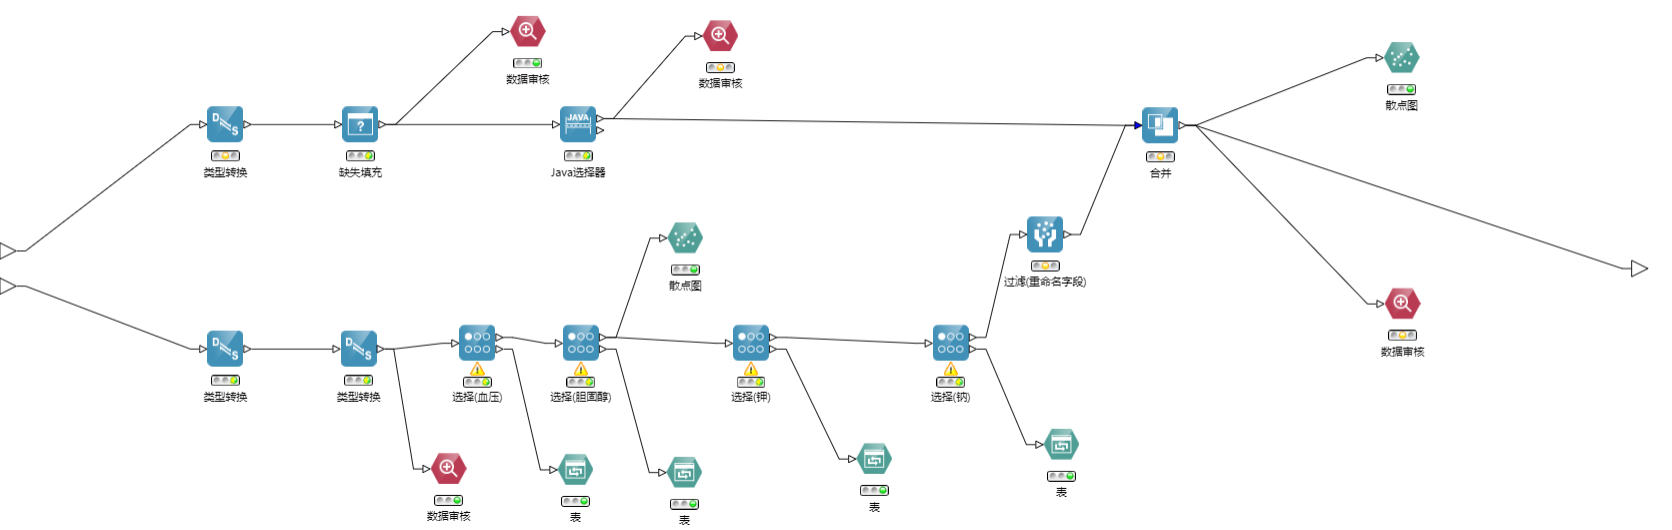 数据审核
数据审核
散点图
D
S
?
JAVA
类型转换
缺失填充
Java选择器
合并
散点图
过滤(重命名字段)
D
S
D
S
数据审核
类型转换
类型转换
选择(血压)
选择(胆固醇)
选择(钾)
选择(钠)
数据审核
表
表
表
表